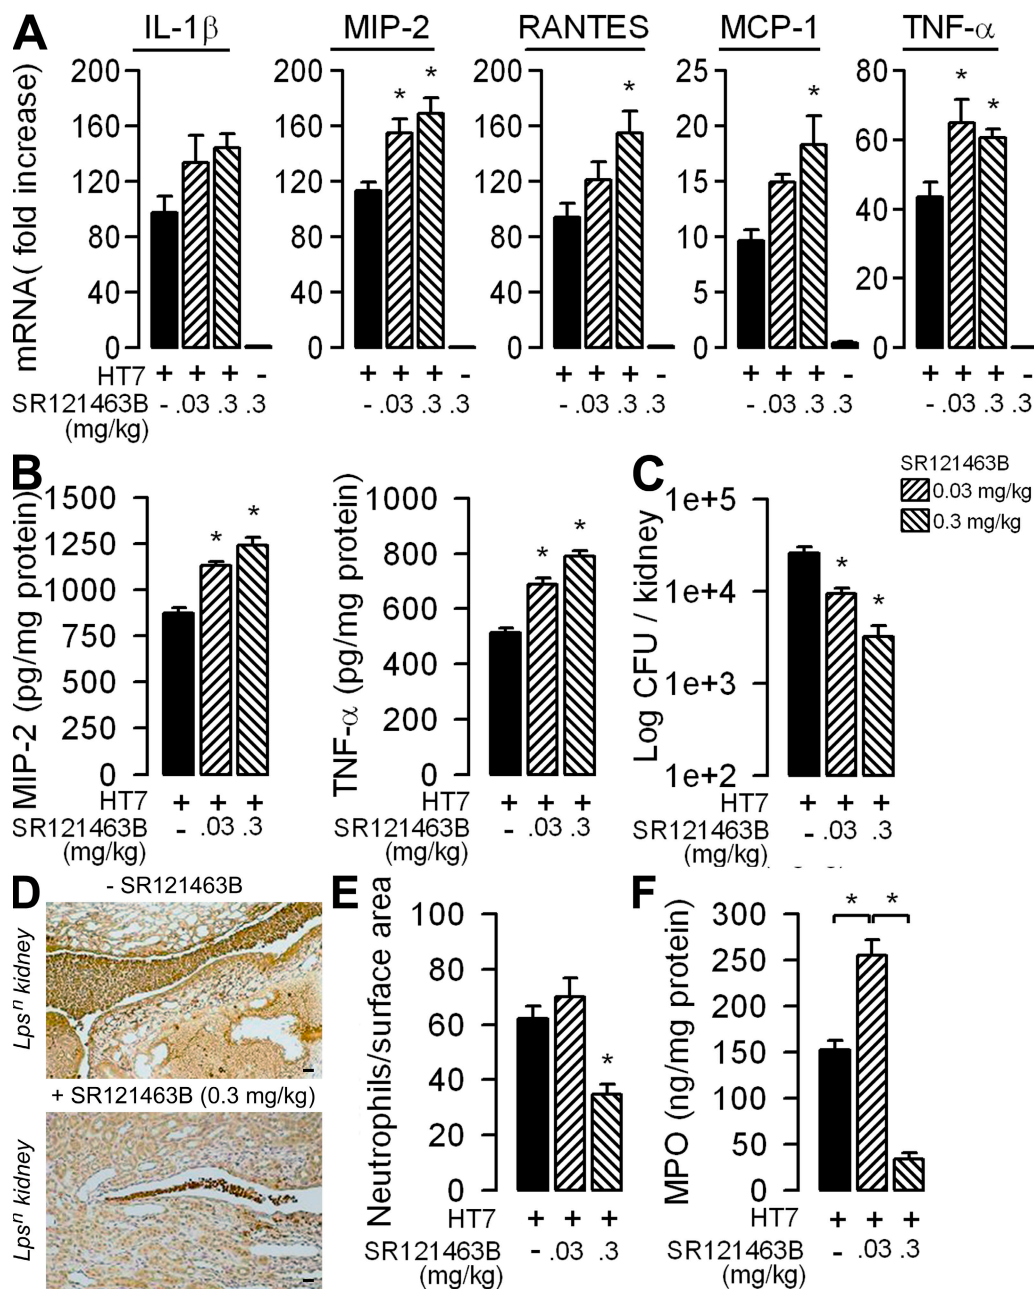 A
IL-1β MIP-2 RANTES MCP-1 TNF-α
mRNA( fold increase)
200 200 200 25 80
160 160 160 20 60
120 120 120 15 40
80 80 80 10 20
40 40 40 5 0
0 0 0 0
HT7 + + + - + + + - + + + - + + + - + + + -
SR121463B - .03 .3 .3 - .03 .3 .3 - .03 .3 .3 - .03 .3 .3 - .03 .3 .3
(mg/kg)
* * * * * *
B
MIP-2 (pg/mg protein)
1500
1250
1000
750
500
250
0
* *
HT7 + + +
SR121463B - .03 .3
(mg/kg)
TNF-α (pg/mg protein)
1000
800
600
400
200
0
* *
HT7 + + +
SR121463B - .03 .3
(mg/kg)
C
SR121463B
0.03 mg/kg
0.3 mg/kg
Log CFU / kidney
1e+5
1e+4
1e+3
1e+2
* *
HT7 + + +
SR121463B - .03 .3
(mg/kg)
D
- SR121463B
Lpsⁿ kidney
+ SR121463B (0.3 mg/kg)
Lpsⁿ kidney
E
Neutrophils/surface area
100
80
60
40
20
0
*
HT7 + + +
SR121463B - .03 .3
(mg/kg)
F
MPO (ng/mg protein)
300
250
200
150
100
50
0
* *
HT7 + + +
SR121463B - .03 .3
(mg/kg)